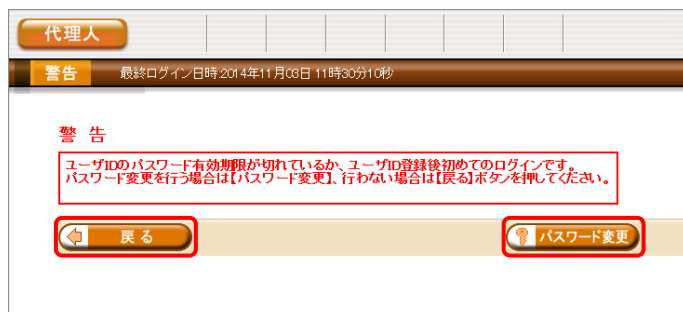 代理人
警告 最終ログイン日時:2014年11月03日 11時30分10秒
警 告
ユーザIDのパスワード有効期限が切れているか、ユーザID登録後初めてのログインです。
パスワード変更を行う場合は【パスワード変更】、行わない場合は【戻る】ボタンを押してください。
戻 る パスワード変更